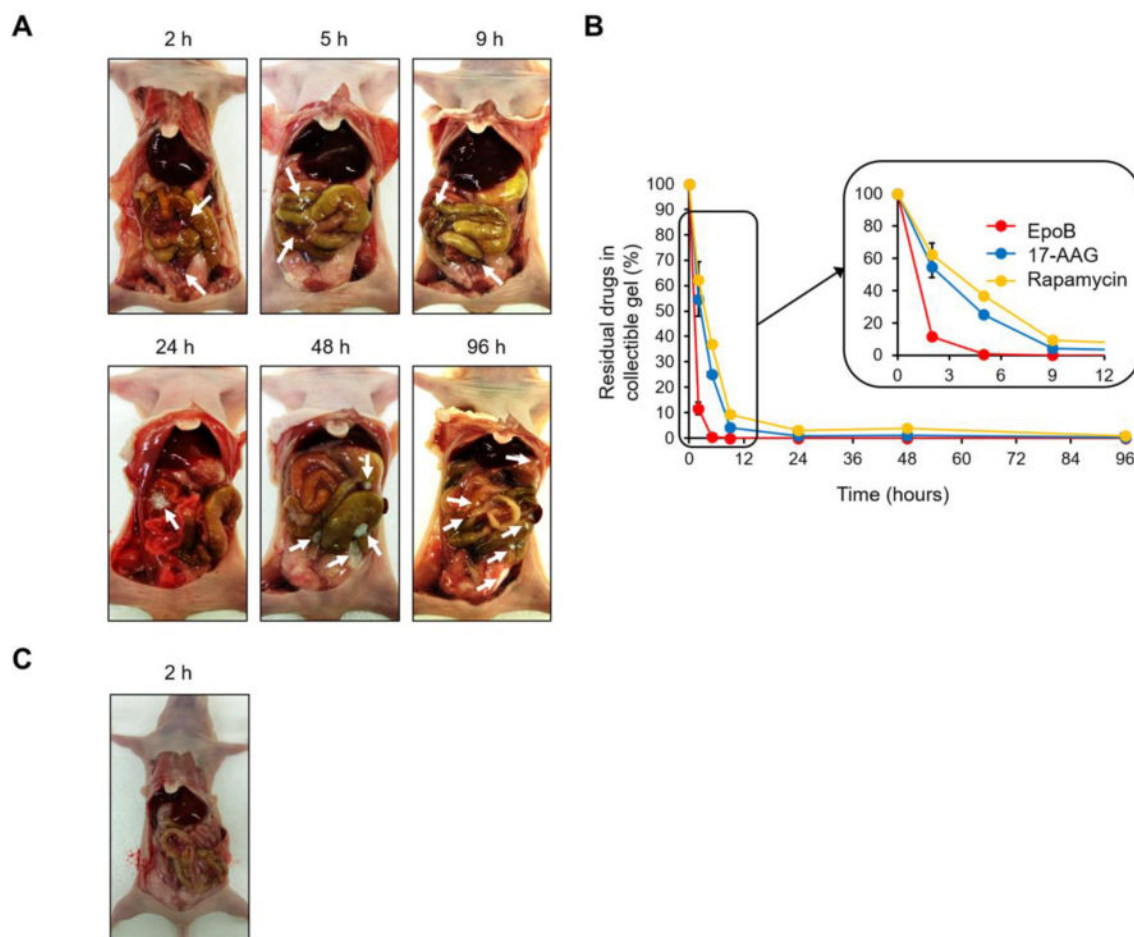 A
2 h
5 h
9 h
24 h
48 h
96 h
B
100
90
80
70
60
50
40
30
20
10
0
Residual drugs in
collectible gel (%)
0 12 24 36 48 60 72 84 96
Time (hours)
100
80
60
40
20
0
0 3 6 9 12
EpoB
17-AAG
Rapamycin
C
2 h